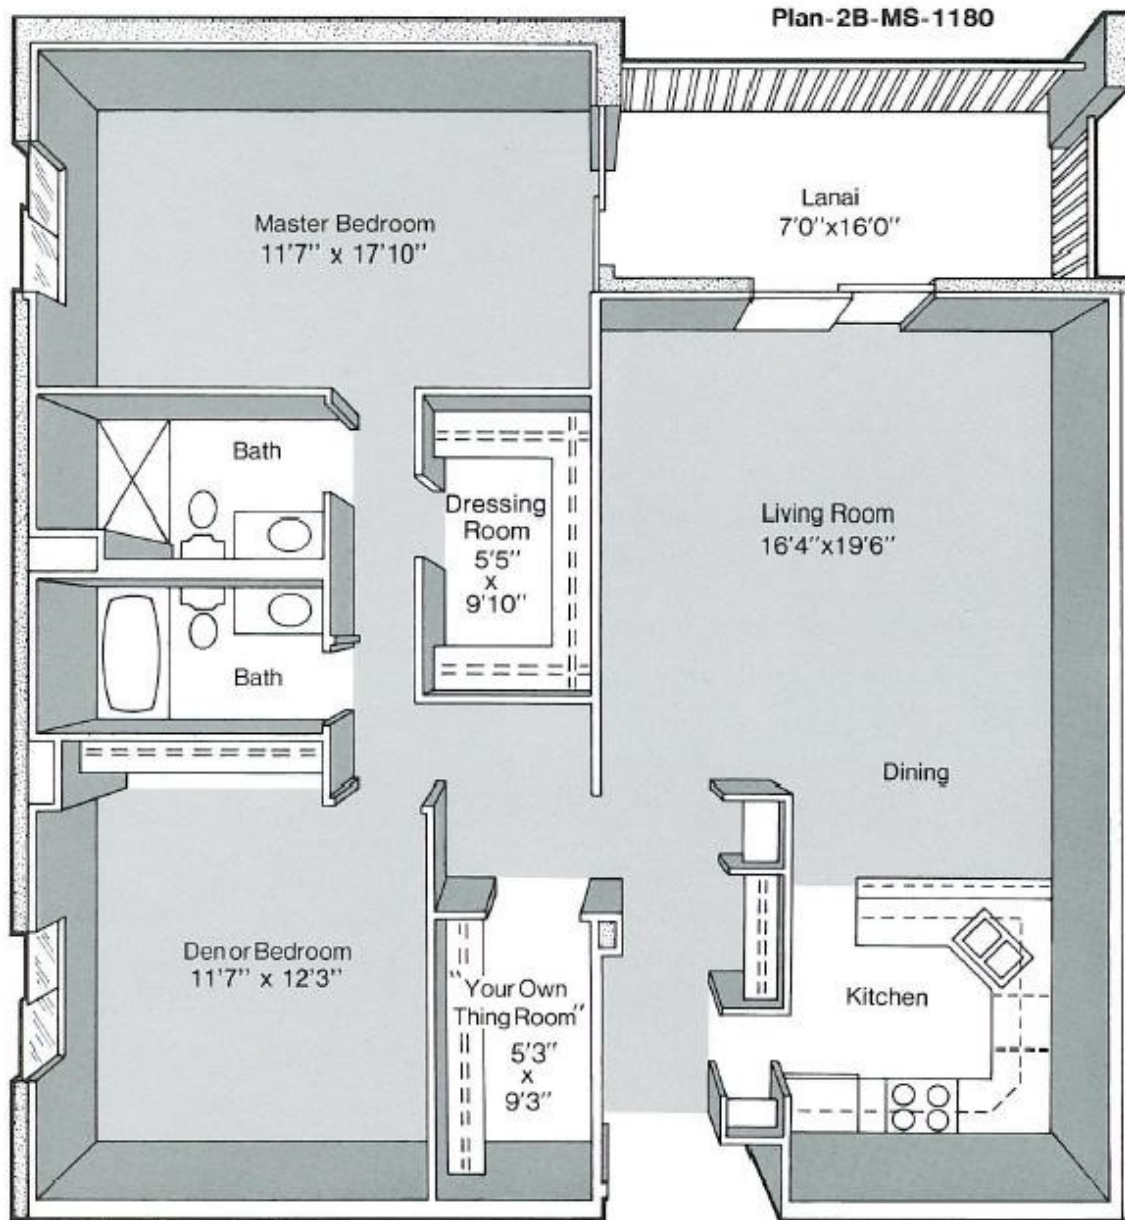 Plan-2B-MS-1180
Master Bedroom
11'7" x 17'10"
Lanai
7'0"x16'0"
Bath
Dressing
Room
5'5"
x
9'10"
Living Room
16'4"x19'6"
Bath
Dining
Den or Bedroom
11'7" x 12'3"
"Your Own
Thing Room"
5'3"
x
9'3"
Kitchen